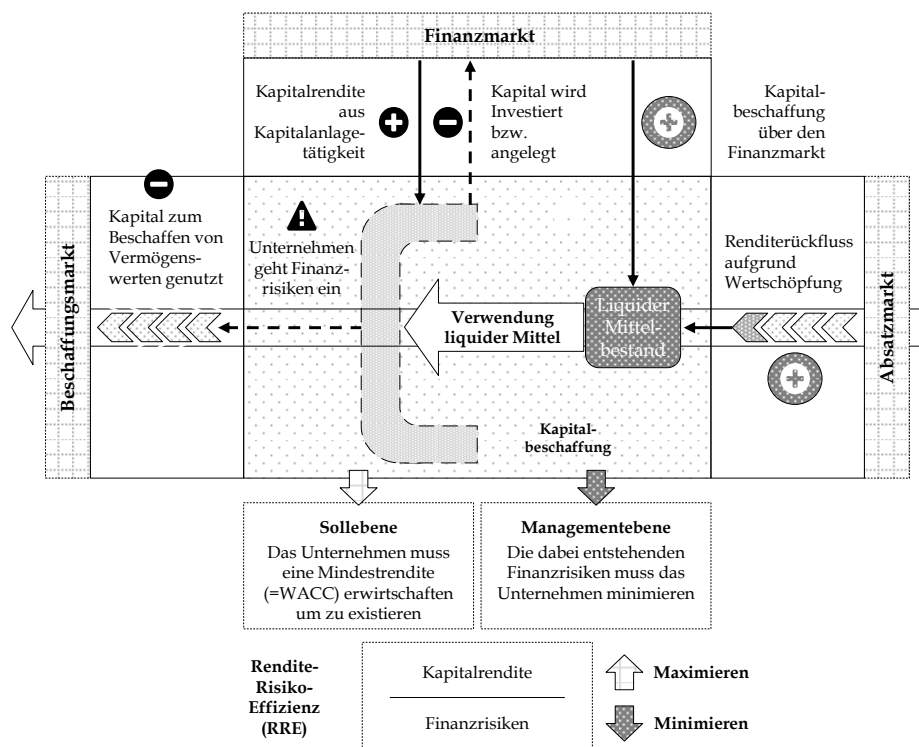 Finanzmarkt
Kapitalrendite
aus
Kapitalanlage-
tätigkeit
Kapital wird
Investiert
bzw.
angelegt
Kapital-
beschaffung
über den
Finanzmarkt
Beschaffungsmarkt
Kapital zum
Beschaffen von
Vermögens-
werten genutzt
Unternehmen
geht Finanz-
risiken ein
Verwendung
liquider Mittel
Liquider
Mittel-
bestand
Renditerückfluss
aufgrund
Wertschöpfung
Absatzmarkt
Kapital-
beschaffung
Sollebene
Das Unternehmen muss
eine Mindestrendite
(=WACC) erwirtschaften
um zu existieren
Managementebene
Die dabei entstehenden
Finanzrisiken muss das
Unternehmen minimieren
Rendite-
Risiko-
Effizienz
(RRE)
Kapitalrendite
Finanzrisiken
Maximieren
Minimieren